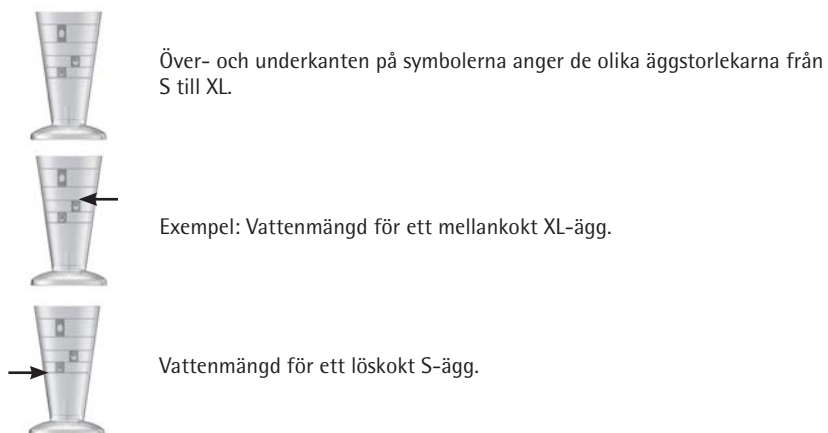 Över- och underkanten på symbolerna anger de olika äggstorlekarna från
S till XL.
Exempel: Vattenmängd för ett mellankokt XL-ägg.
Vattenmängd för ett löskokt S-ägg.